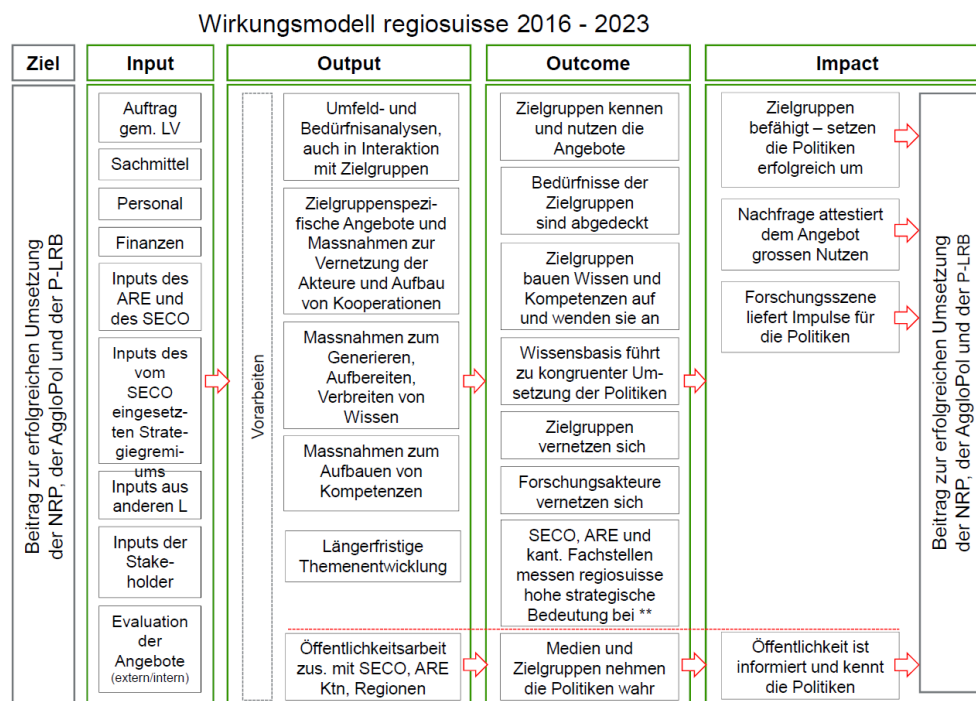 Wirkungsmodell regiosuisse 2016 - 2023
Ziel
Beitrag zur erfolgreichen Umsetzung
der NRP, der AggloPol und der P-LRB
Input
Auftrag
gem. LV
Sachmittel
Personal
Finanzen
Inputs des
ARE und
des SECO
Inputs des
vom
SECO
eingesetz-
ten Strate-
giegremi-
ums
Inputs aus
anderen L
Inputs der
Stake-
holder
Evaluation
der
Angebote
(extern/intern)
Output
Vorarbeiten
Umfeld- und
Bedürfnisanalysen,
auch in Interaktion
mit Zielgruppen
Zielgruppenspezi-
fische Angebote und
Massnahmen zur
Vernetzung der
Akteure und Aufbau
von Kooperationen
Massnahmen zum
Generieren,
Aufbereiten,
Verbreiten von
Wissen
Massnahmen zum
Aufbauen von
Kompetenzen
Längerfristige
Themenentwicklung
Öffentlichkeitsarbeit
zus. mit SECO, ARE
Ktn, Regionen
Outcome
Zielgruppen kennen
und nutzen die
Angebote
Bedürfnisse der
Zielgruppen
sind abgedeckt
Zielgruppen
bauen Wissen und
Kompetenzen auf
und wenden sie an
Wissensbasis führt
zu kongruenter Um-
setzung der Politiken
Zielgruppen
vernetzen sich
Forschungsakteure
vernetzen sich
SECO, ARE und
kant. Fachstellen
messen regiosuisse
hohe strategische
Bedeutung bei **
Medien und
Zielgruppen nehmen
die Politiken wahr
Impact
Zielgruppen
befähigt – setzen
die Politiken
erfolgreich um
Nachfrage attestiert
dem Angebot
grossen Nutzen
Forschungsszene
liefert Impulse für
die Politiken
Öffentlichkeit ist
informiert und kennt
die Politiken
Beitrag zur erfolgreichen Umsetzung
der NRP, der AggloPol und der P-LRB